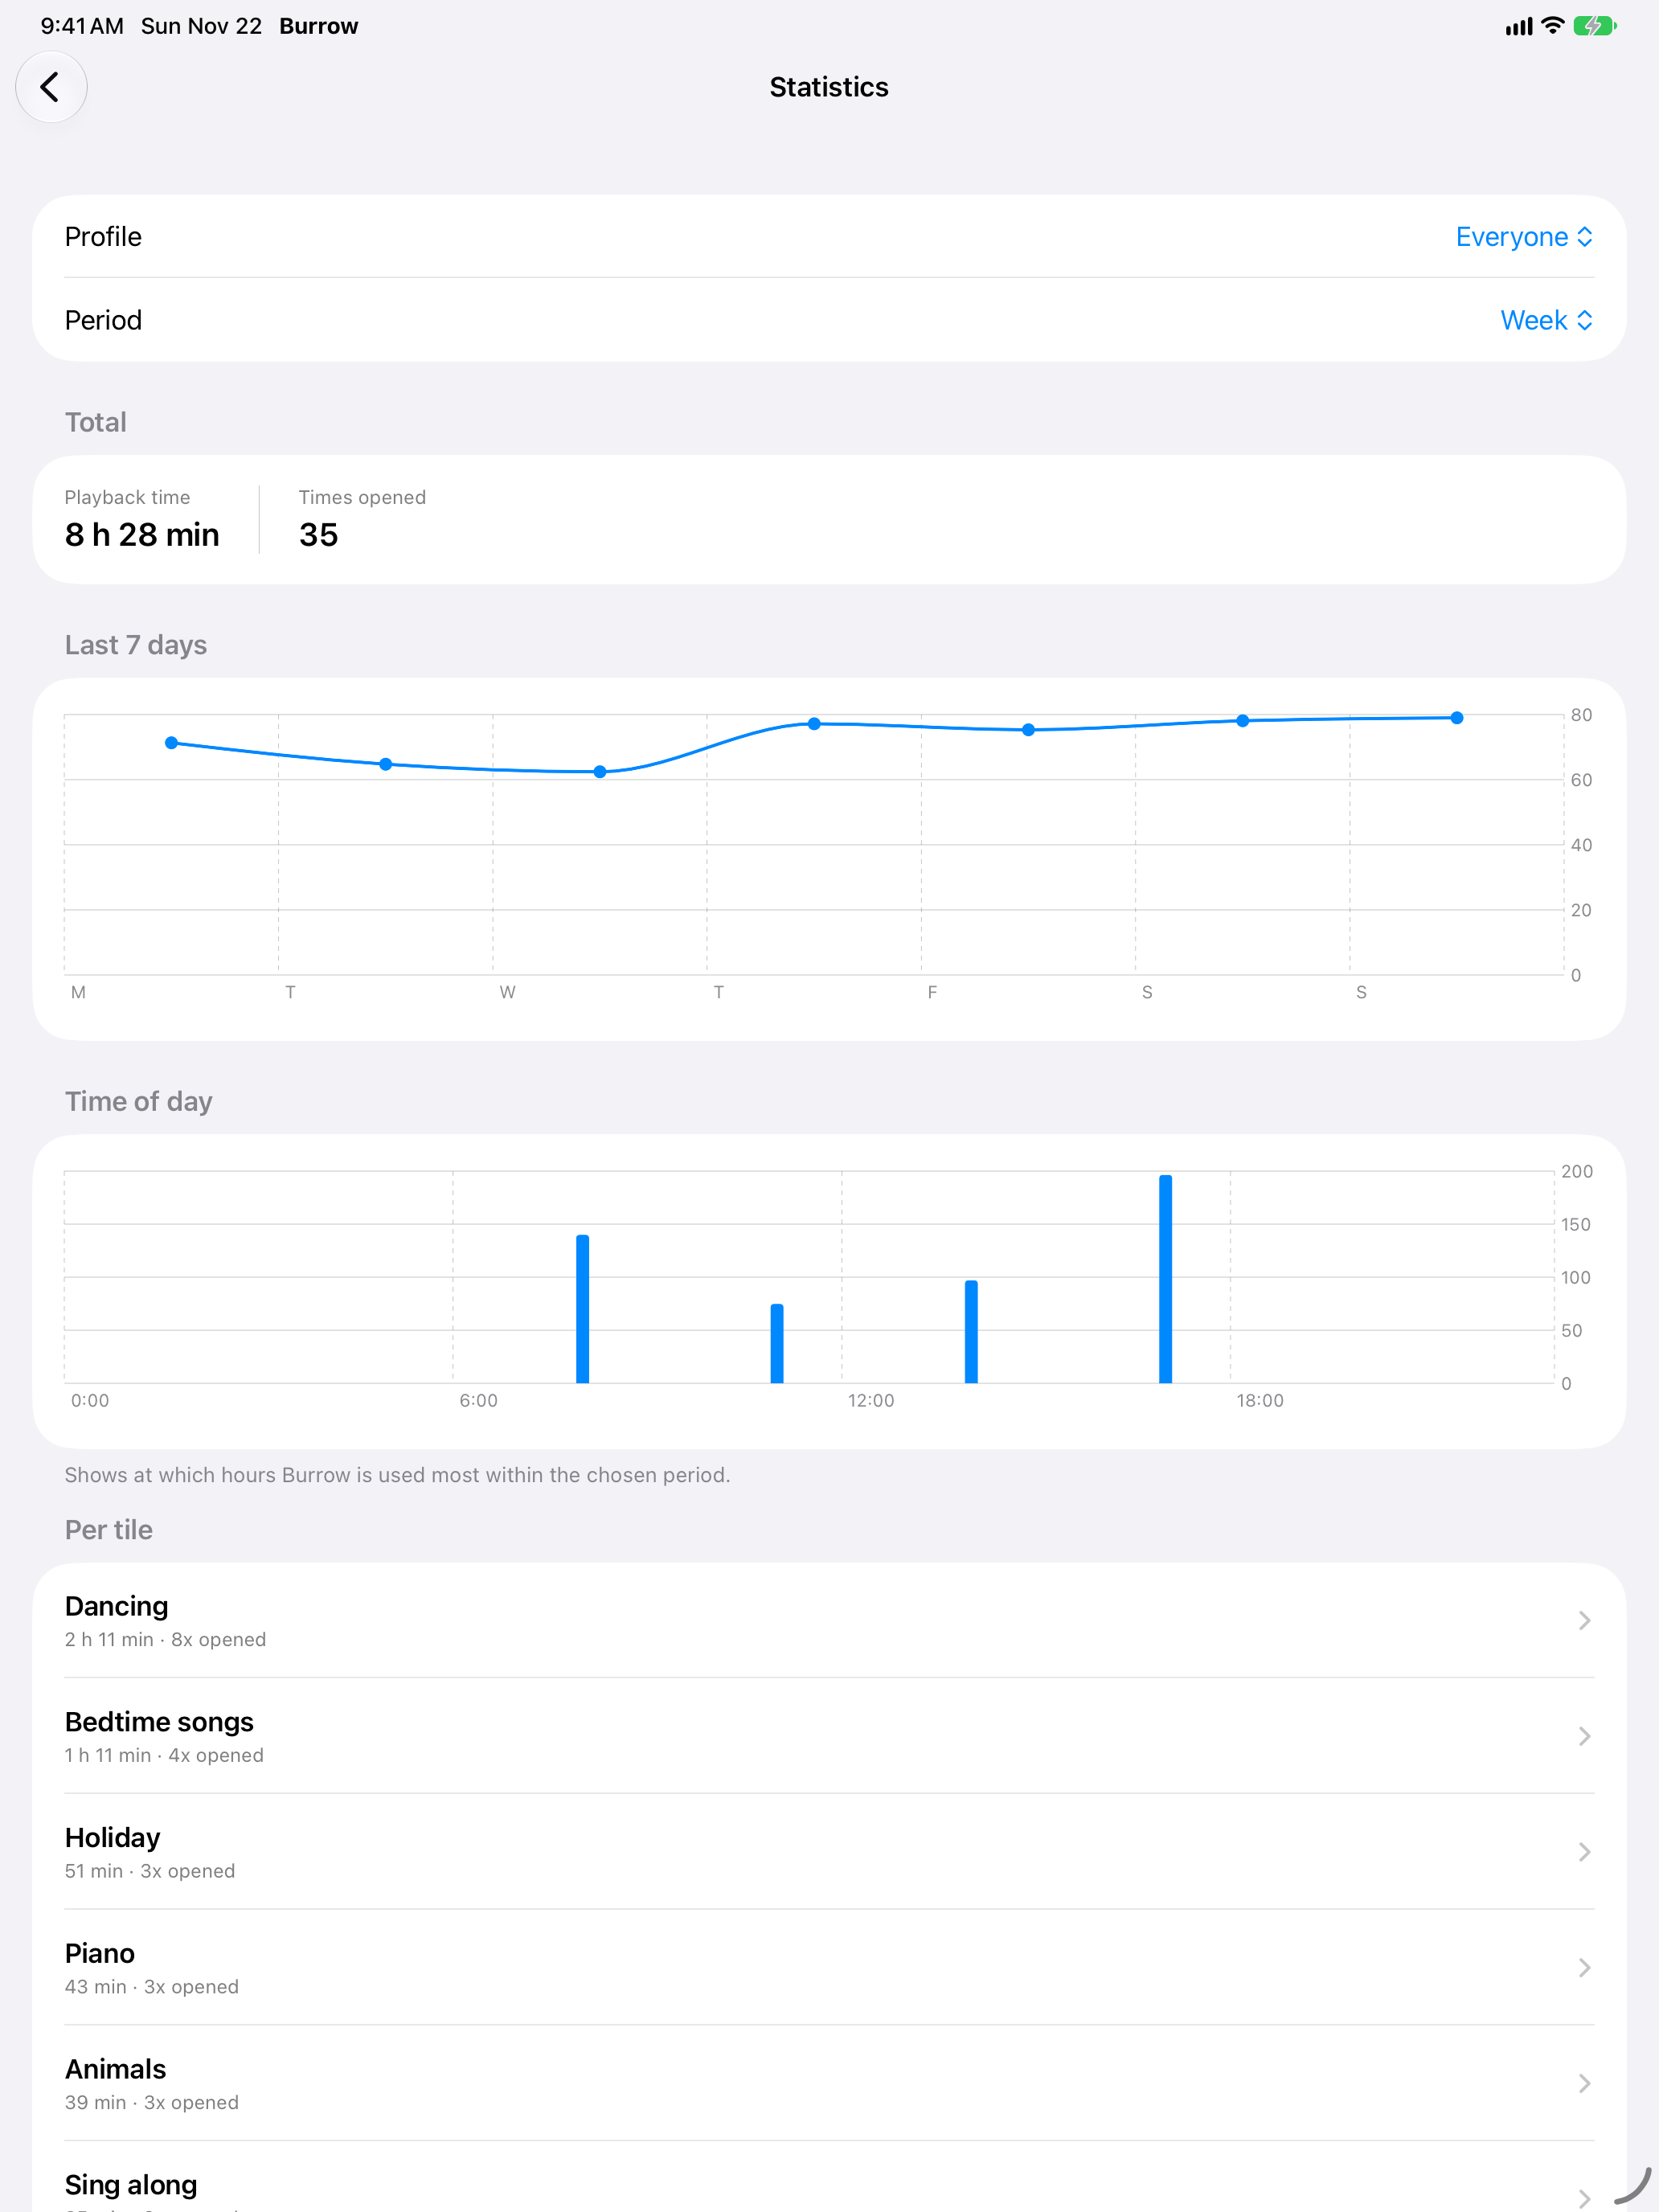 9:41 AM Sun Nov 22 Burrow
Statistics
Profile
Everyone
Period
Week
Total
Playback time
8 h 28 min
Times opened
35
Last 7 days
80
60
40
20
0
M T W T F S S
Time of day
200
150
100
50
0
0:00 6:00 12:00 18:00
Shows at which hours Burrow is used most within the chosen period.
Per tile
Dancing
2 h 11 min · 8x opened
Bedtime songs
1 h 11 min · 4x opened
Holiday
51 min · 3x opened
Piano
43 min · 3x opened
Animals
39 min · 3x opened
Sing along